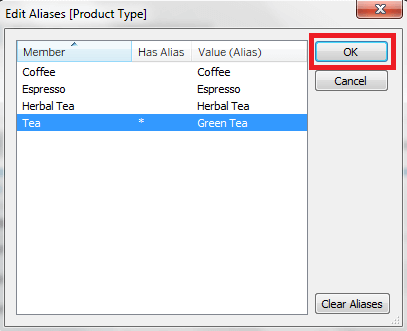 Edit Aliases [Product Type]
Member Has Alias Value (Alias)
Coffee Coffee
Espresso Espresso
Herbal Tea Herbal Tea
Tea * Green Tea
OK
Cancel
Clear Aliases